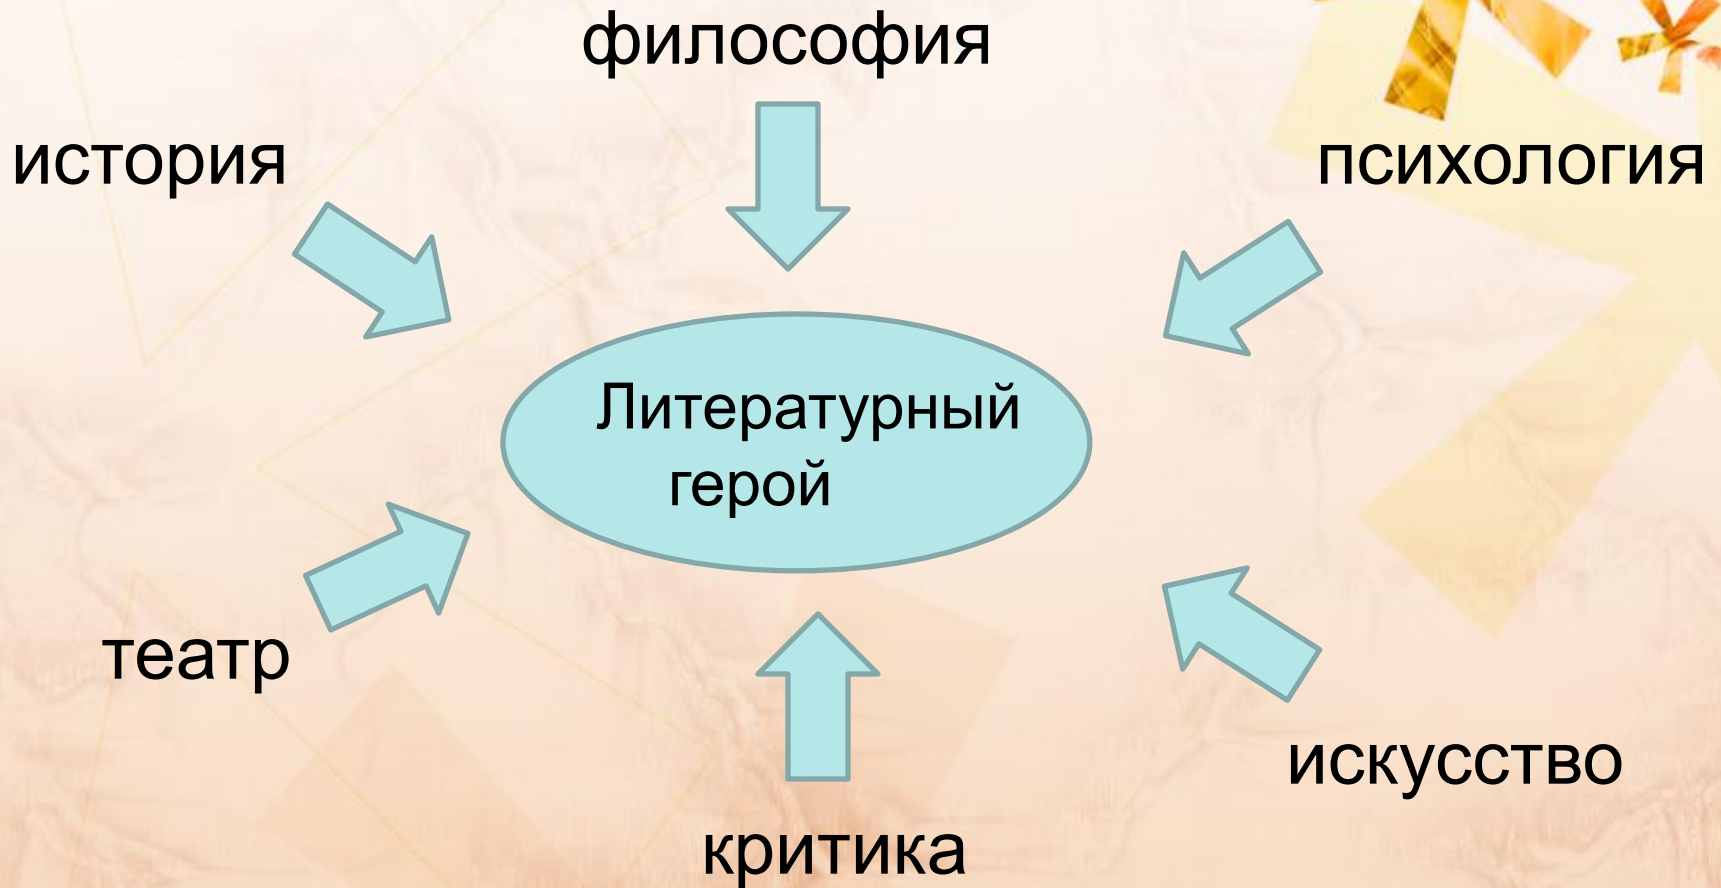 философия
история
психология
Литературный
герой
театр
искусство
критика